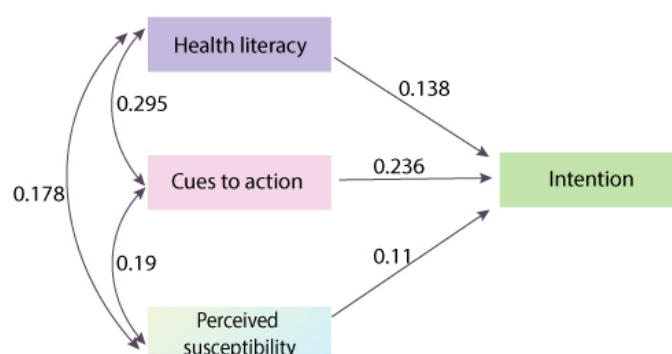 Health literacy
0.138
0.295
Cues to action
0.236
Intention
0.178
0.19
0.11
Perceived
susceptibility